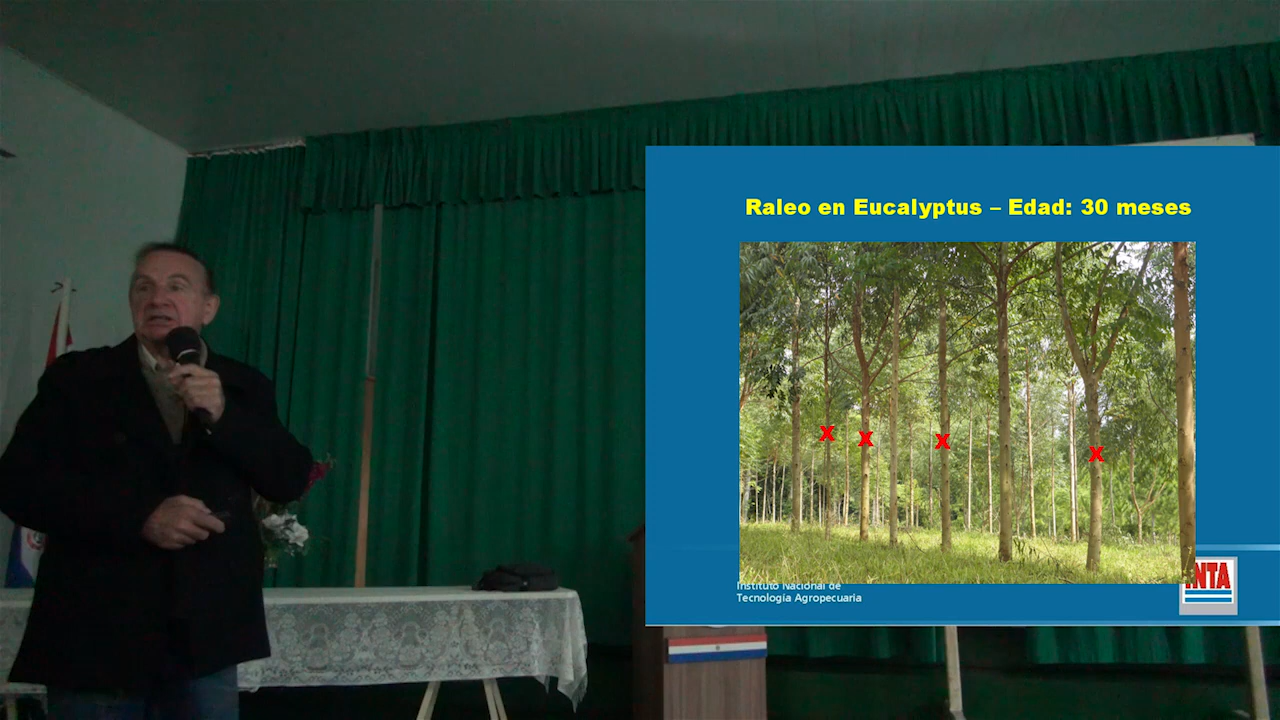 Raleo en Eucalyptus – Edad: 30 meses
X X X X
Instituto Nacional de
Tecnología Agropecuaria
INTA